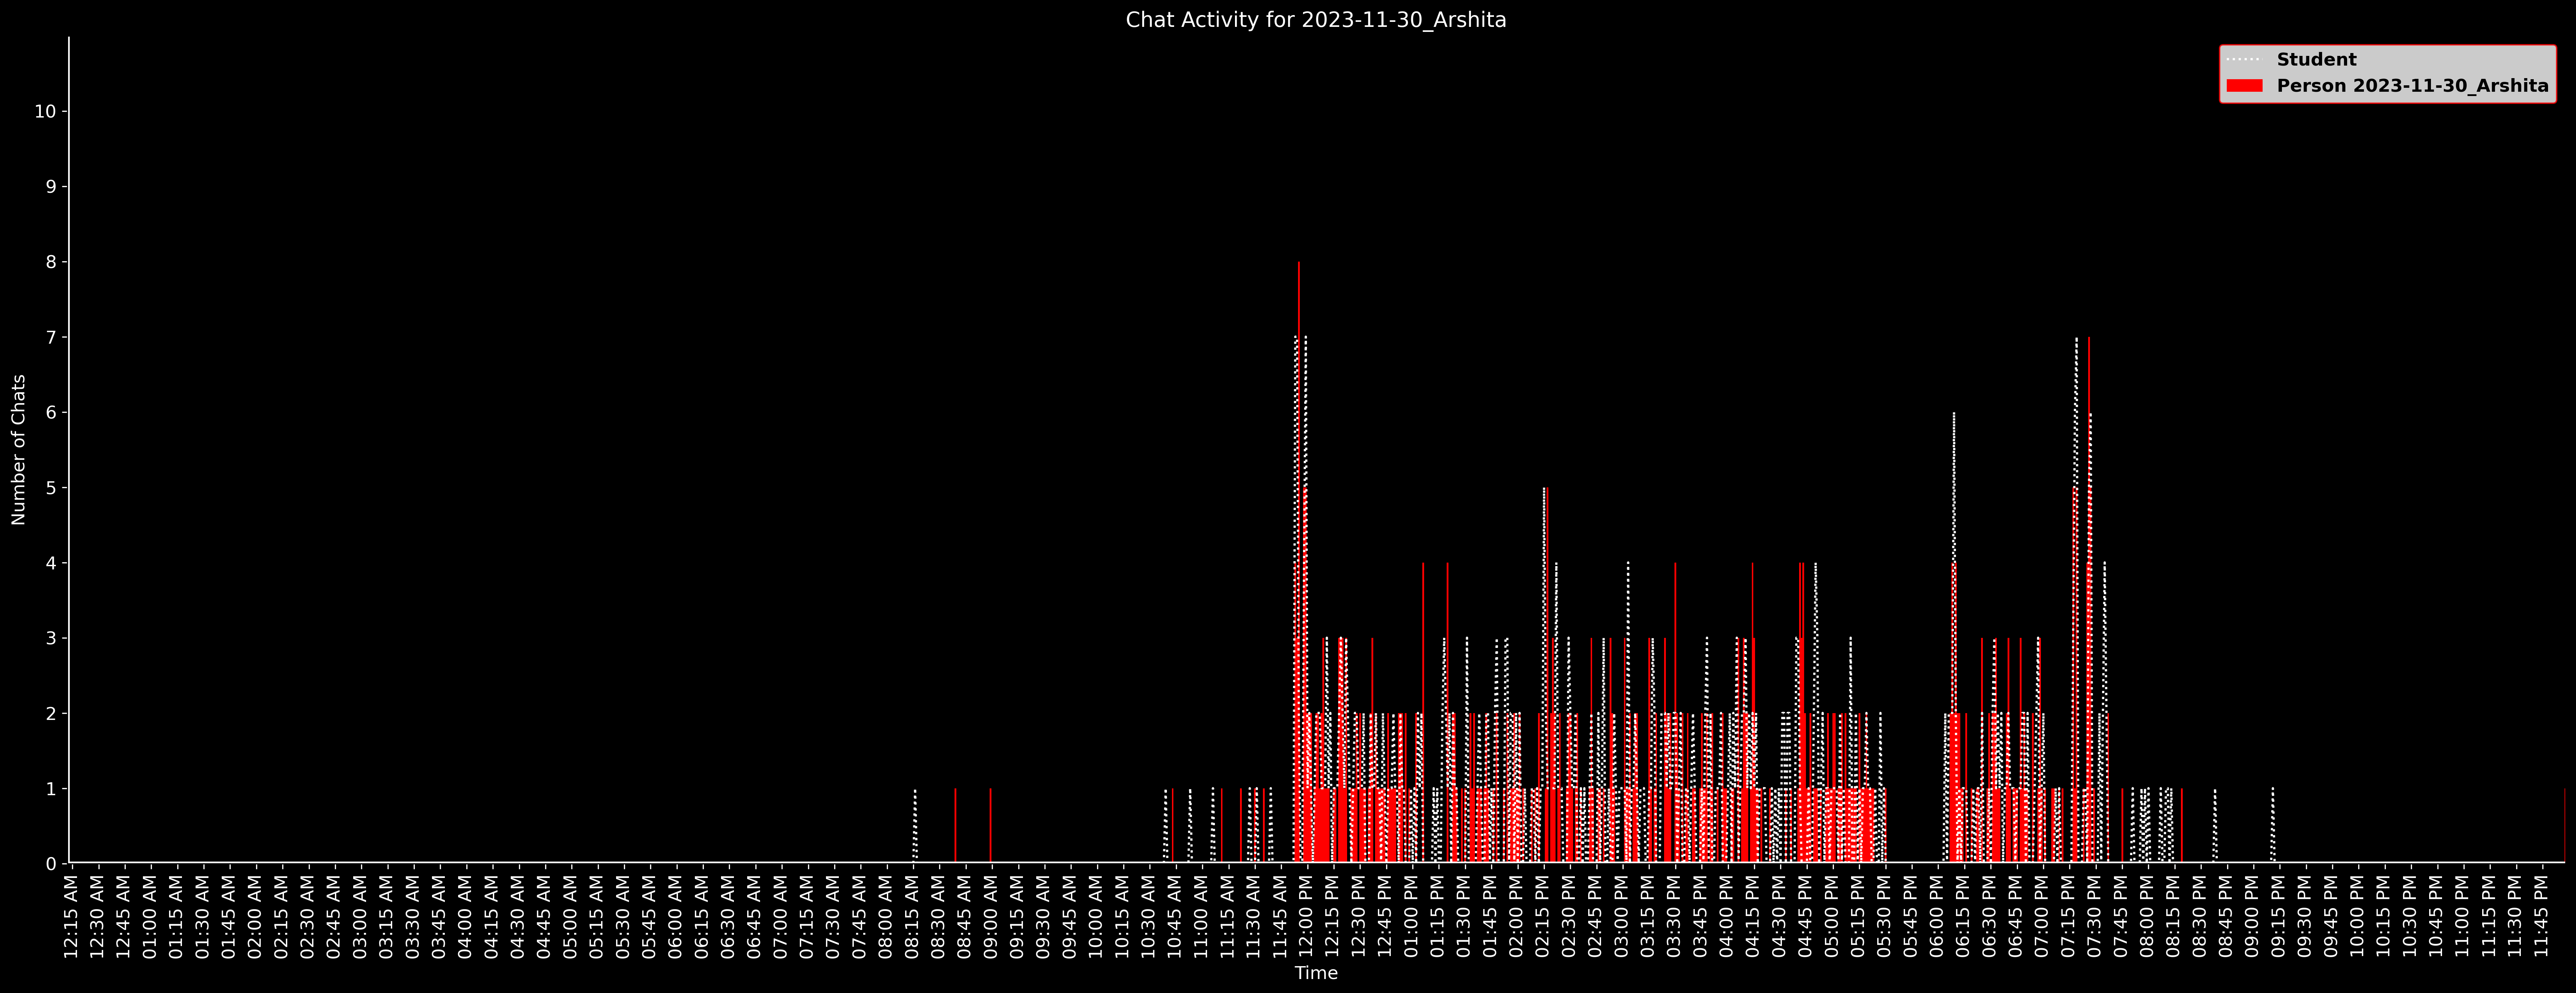 Chat Activity for 2023-11-30_Arshita
Student
Person 2023-11-30_Arshita
Number of Chats
10
9
8
7
6
5
4
3
2
1
0
12:15 AM
12:30 AM
12:45 AM
01:00 AM
01:15 AM
01:30 AM
01:45 AM
02:00 AM
02:15 AM
02:30 AM
02:45 AM
03:00 AM
03:15 AM
03:30 AM
03:45 AM
04:00 AM
04:15 AM
04:30 AM
04:45 AM
05:00 AM
05:15 AM
05:30 AM
05:45 AM
06:00 AM
06:15 AM
06:30 AM
06:45 AM
07:00 AM
07:15 AM
07:30 AM
07:45 AM
08:00 AM
08:15 AM
08:30 AM
08:45 AM
09:00 AM
09:15 AM
09:30 AM
09:45 AM
10:00 AM
10:15 AM
10:30 AM
10:45 AM
11:00 AM
11:15 AM
11:30 AM
11:45 AM
12:00 PM
12:15 PM
12:30 PM
12:45 PM
01:00 PM
01:15 PM
01:30 PM
01:45 PM
02:00 PM
02:15 PM
02:30 PM
02:45 PM
03:00 PM
03:15 PM
03:30 PM
03:45 PM
04:00 PM
04:15 PM
04:30 PM
04:45 PM
05:00 PM
05:15 PM
05:30 PM
05:45 PM
06:00 PM
06:15 PM
06:30 PM
06:45 PM
07:00 PM
07:15 PM
07:30 PM
07:45 PM
08:00 PM
08:15 PM
08:30 PM
08:45 PM
09:00 PM
09:15 PM
09:30 PM
09:45 PM
10:00 PM
10:15 PM
10:30 PM
10:45 PM
11:00 PM
11:15 PM
11:30 PM
11:45 PM
Time